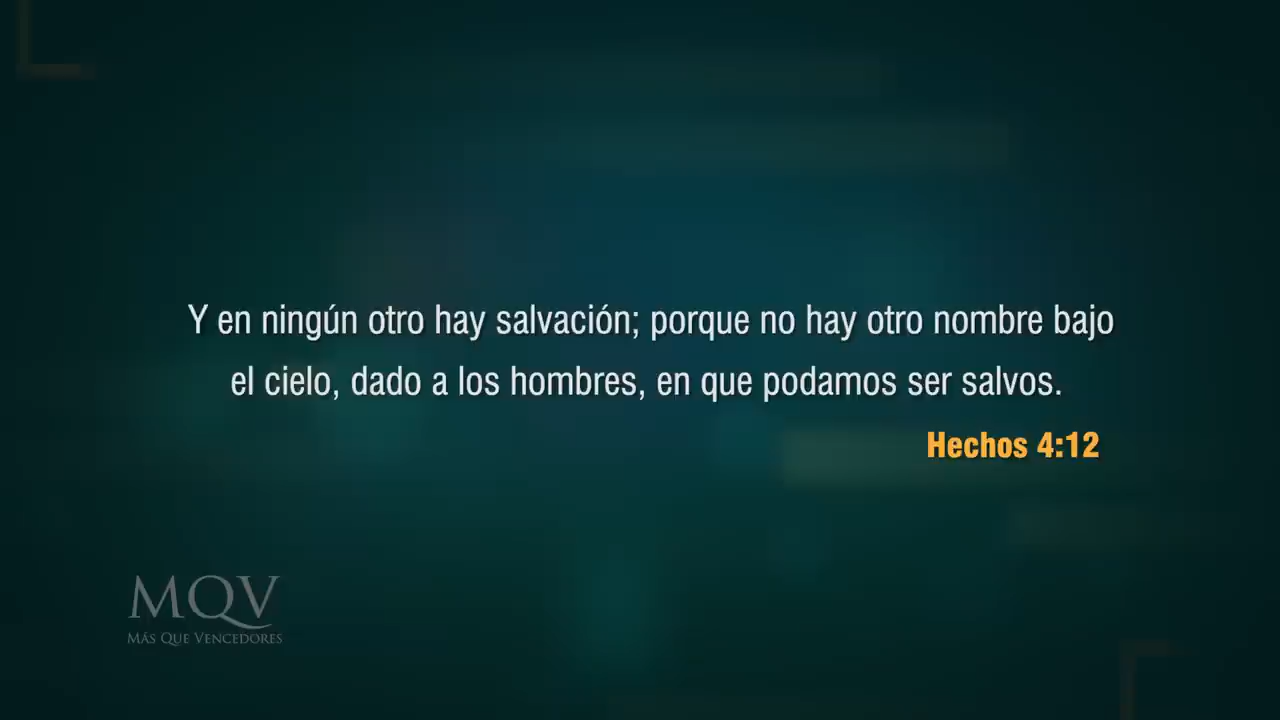 Y en ningún otro hay salvación; porque no hay otro nombre bajo
el cielo, dado a los hombres, en que podamos ser salvos.
Hechos 4:12
MQV
MÁS QUE VENCEDORES